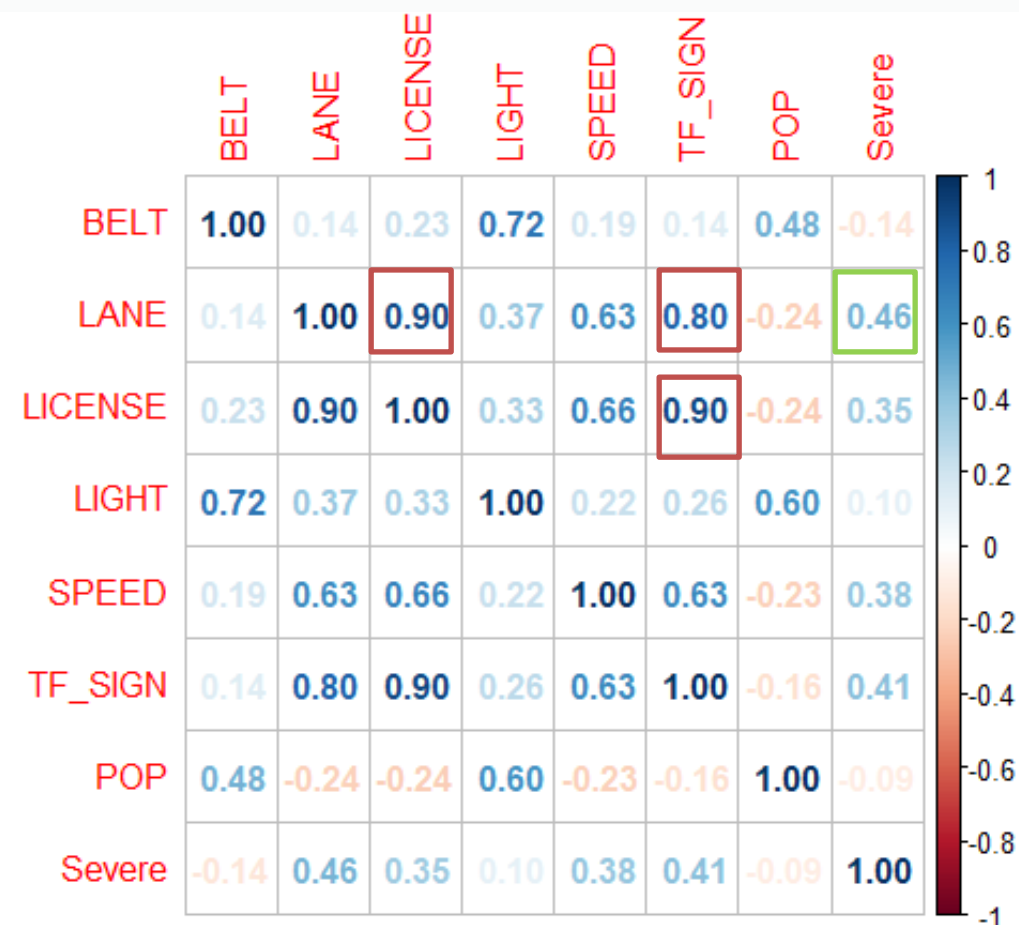 BELT LANE LICENSE LIGHT SPEED TF_SIGN POP Severe
BELT 1.00 0.14 0.23 0.72 0.19 0.14 0.48 -0.14
LANE 0.14 1.00 0.90 0.37 0.63 0.80 -0.24 0.46
LICENSE 0.23 0.90 1.00 0.33 0.66 0.90 -0.24 0.35
LIGHT 0.72 0.37 0.33 1.00 0.22 0.26 0.60 0.10
SPEED 0.19 0.63 0.66 0.22 1.00 0.63 -0.23 0.38
TF_SIGN 0.14 0.80 0.90 0.26 0.63 1.00 -0.16 0.41
POP 0.48 -0.24 -0.24 0.60 -0.23 -0.16 1.00 -0.09
Severe -0.14 0.46 0.35 0.10 0.38 0.41 -0.09 1.00
1
0.8
0.6
0.4
0.2
0
-0.2
-0.4
-0.6
-0.8
-1